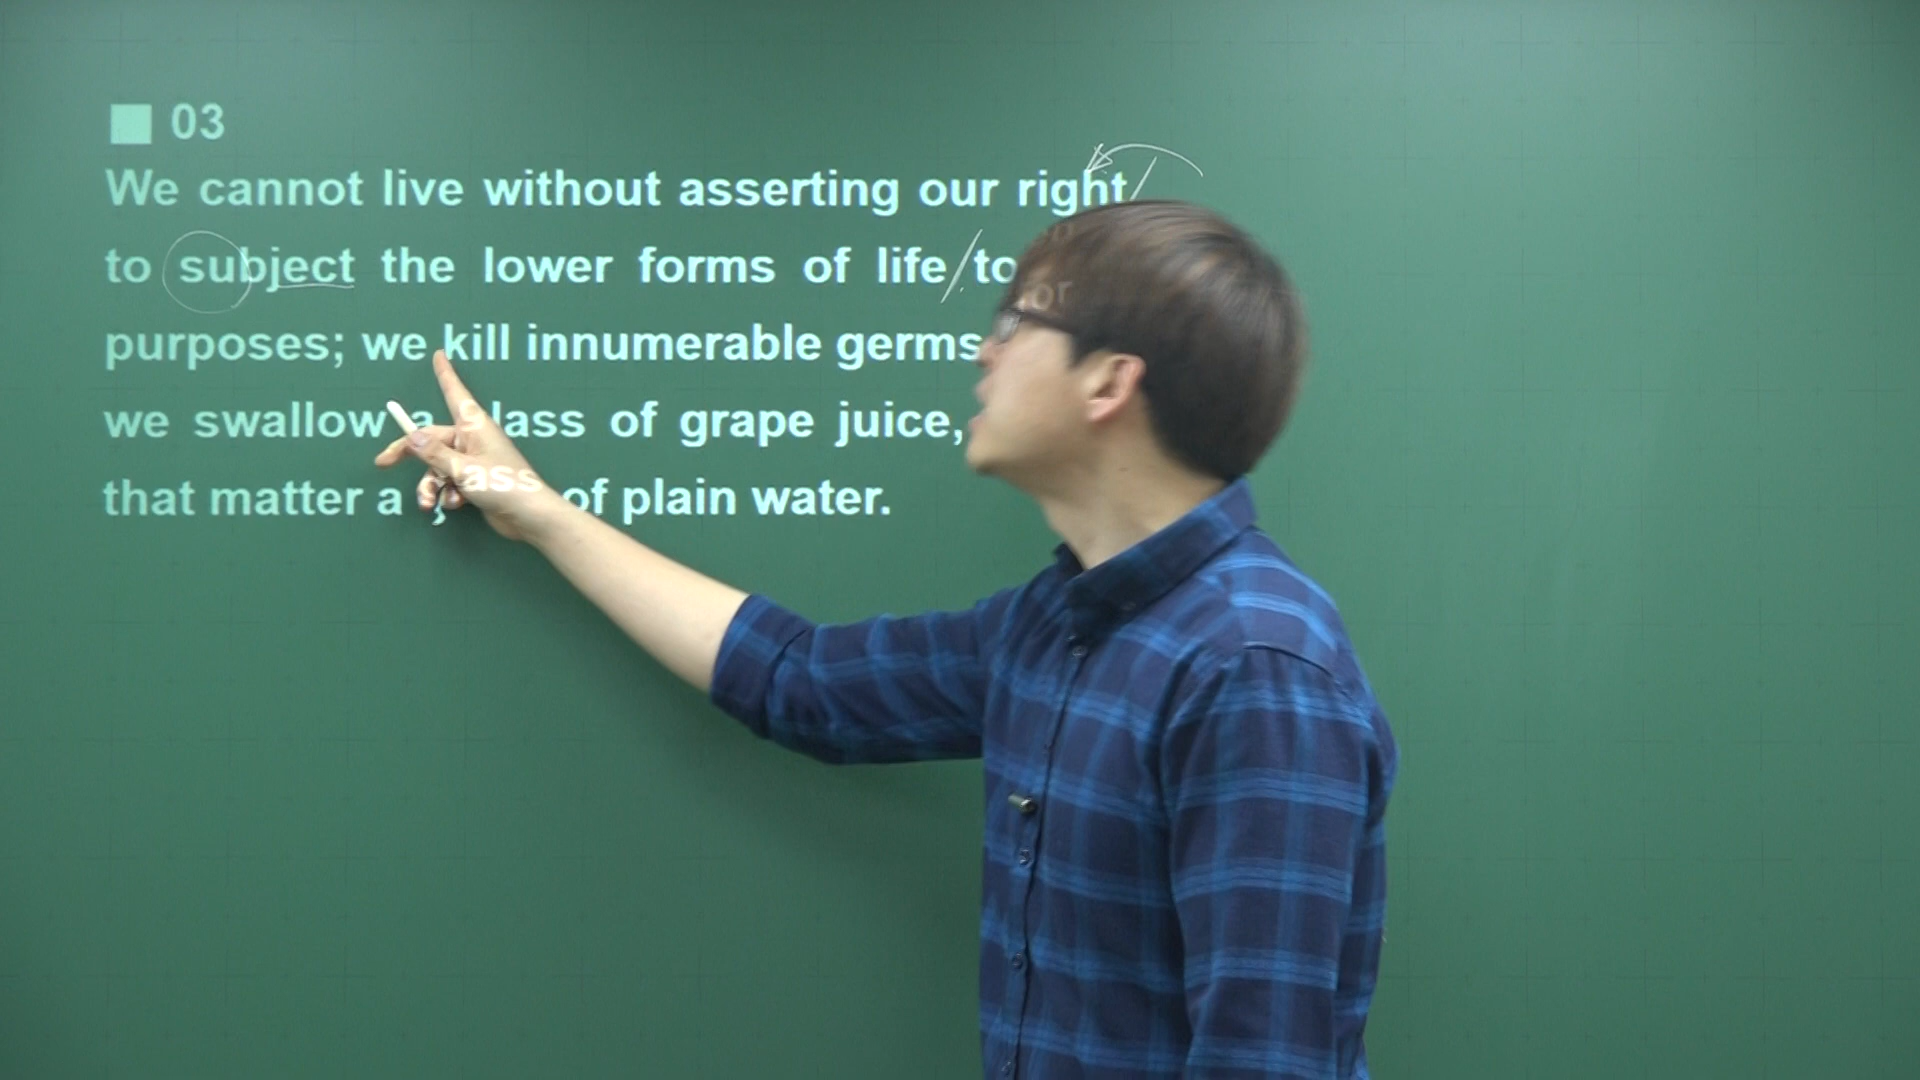 03
We cannot live without asserting our right
to subject the lower forms of life to
purposes; we kill innumerable germs
we swallow a glass of grape juice,
that matter a glass of plain water.